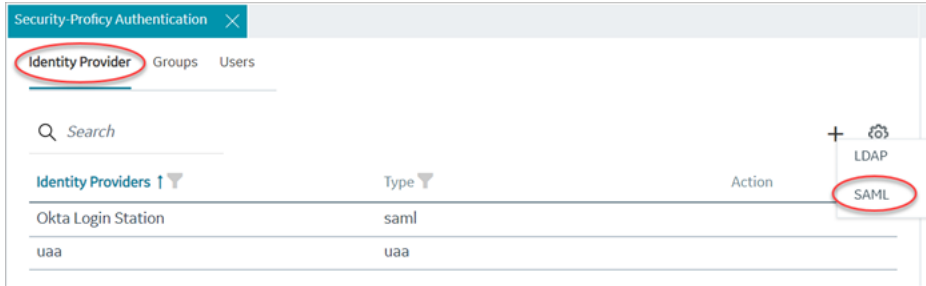 Security-Proficy Authentication
Identity Provider Groups Users
Search
LDAP
SAML
Identity Providers Type Action
Okta Login Station saml
uaa uaa